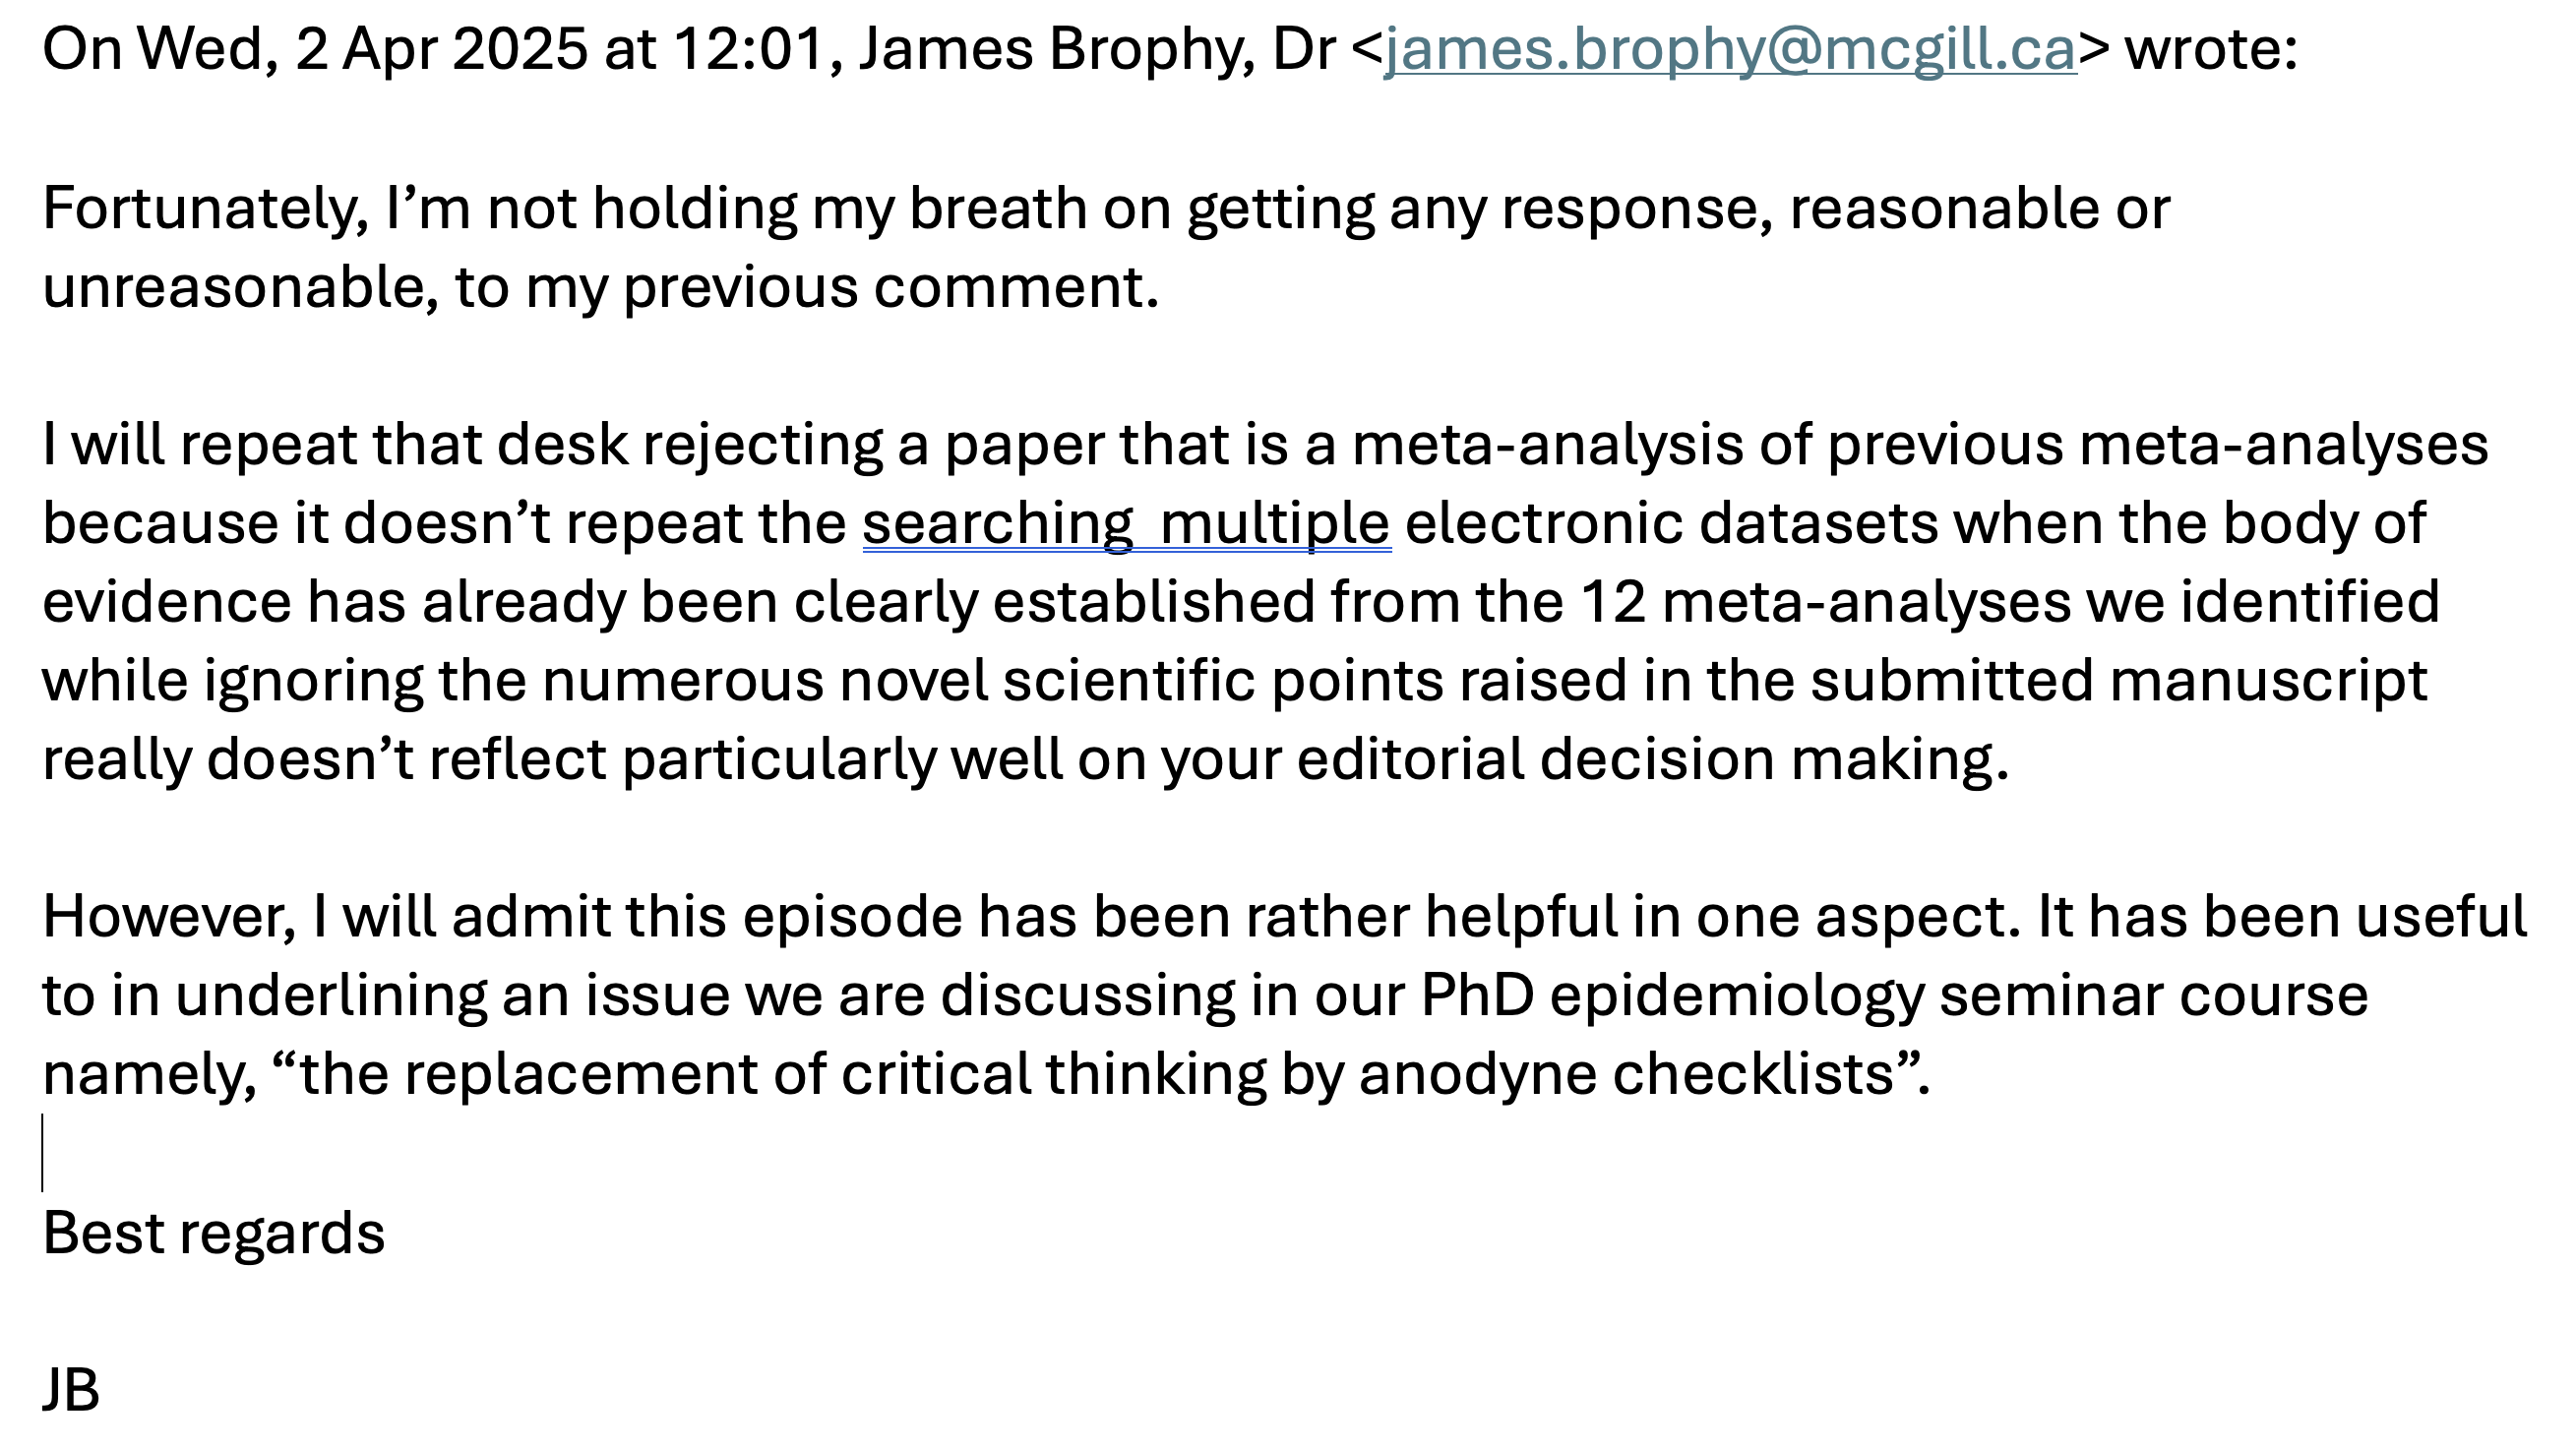 On Wed, 2 Apr 2025 at 12:01, James Brophy, Dr <james.brophy@mcgill.ca> wrote:
Fortunately, I’m not holding my breath on getting any response, reasonable or
unreasonable, to my previous comment.
I will repeat that desk rejecting a paper that is a meta-analysis of previous meta-analyses
because it doesn’t repeat the searching  multiple electronic datasets when the body of
evidence has already been clearly established from the 12 meta-analyses we identified
while ignoring the numerous novel scientific points raised in the submitted manuscript
really doesn’t reflect particularly well on your editorial decision making.
However, I will admit this episode has been rather helpful in one aspect. It has been useful
to in underlining an issue we are discussing in our PhD epidemiology seminar course
namely, “the replacement of critical thinking by anodyne checklists”.
Best regards
JB